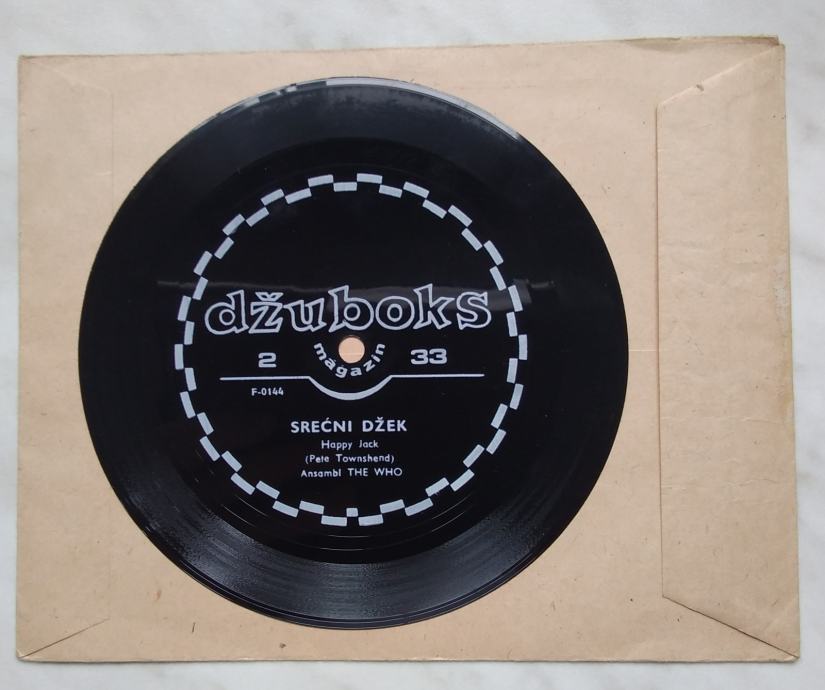 džuboks
magazin
2 33
F-0144
SREĆNI DŽEK
Happy Jack
(Pete Townshend)
Ansambl THE WHO